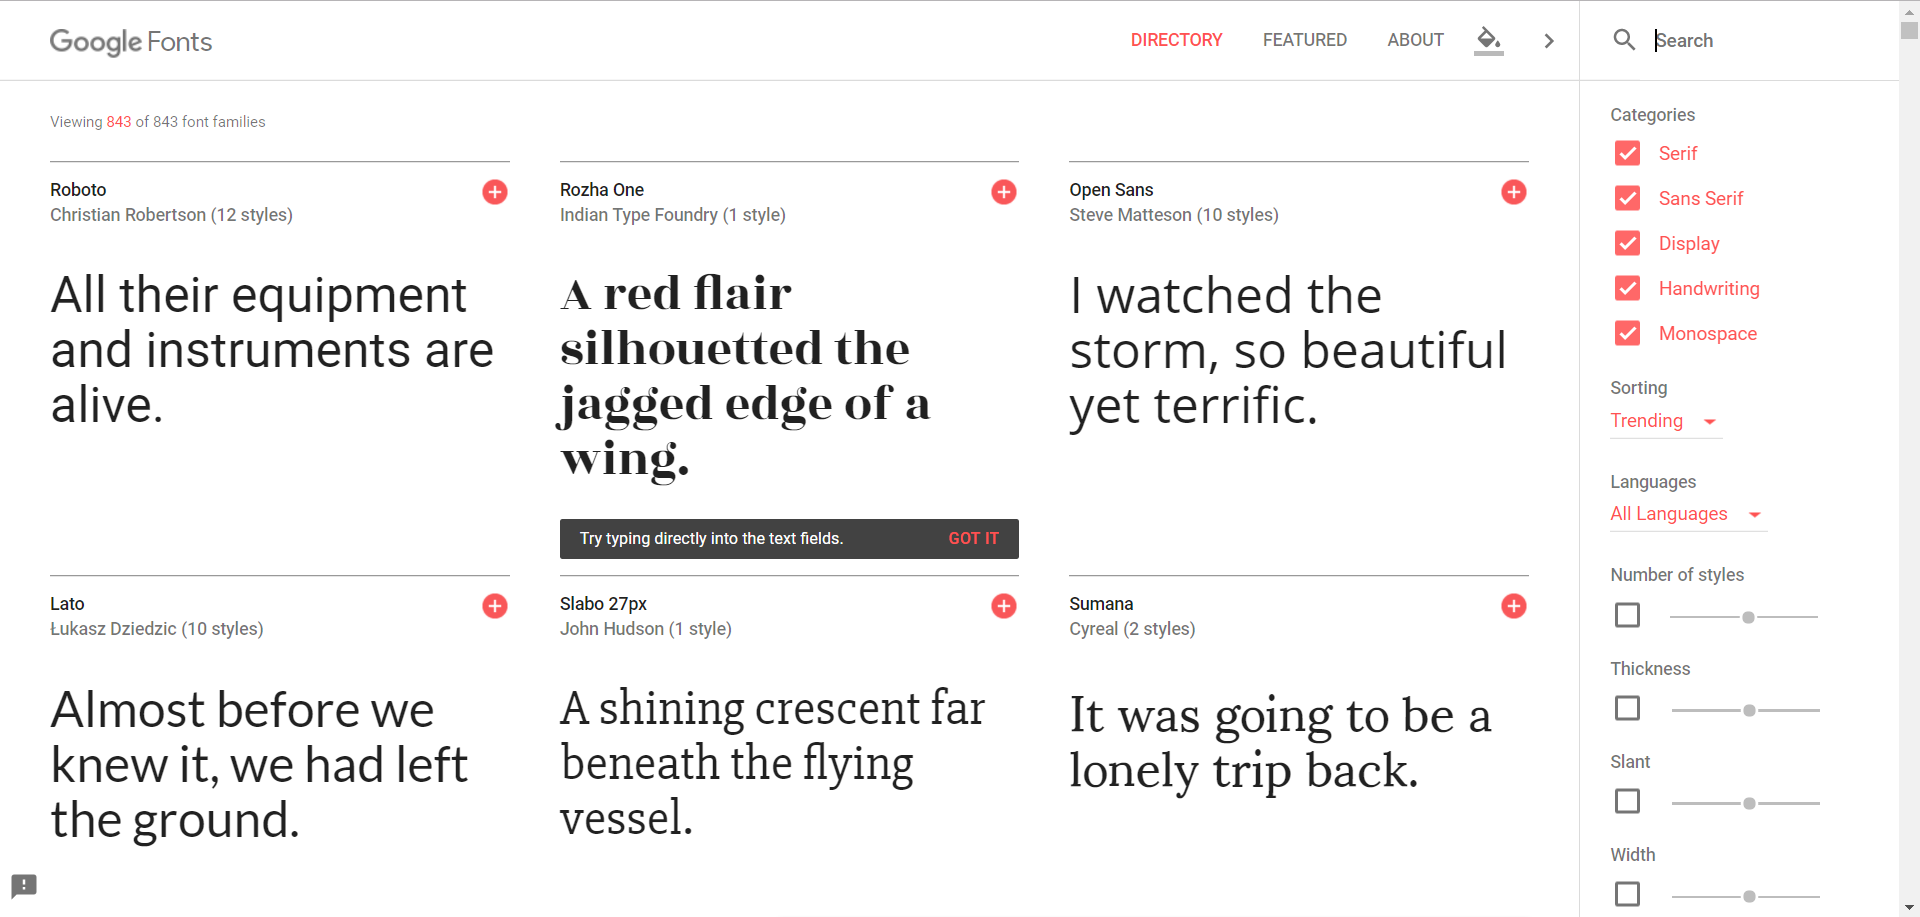 Google Fonts
DIRECTORY
FEATURED
ABOUT
Search
Viewing 843 of 843 font families
Roboto
Christian Robertson (12 styles)
All their equipment
and instruments are
alive.
Rozha One
Indian Type Foundry (1 style)
A red flair
silhouetted the
jagged edge of a
wing.
Try typing directly into the text fields.
GOT IT
Open Sans
Steve Matteson (10 styles)
I watched the
storm, so beautiful
yet terrific.
Lato
Łukasz Dziedzic (10 styles)
Almost before we
knew it, we had left
the ground.
Slabo 27px
John Hudson (1 style)
A shining crescent far
beneath the flying
vessel.
Sumana
Cyreal (2 styles)
It was going to be a
lonely trip back.
Categories
Serif
Sans Serif
Display
Handwriting
Monospace
Sorting
Trending
Languages
All Languages
Number of styles
Thickness
Slant
Width